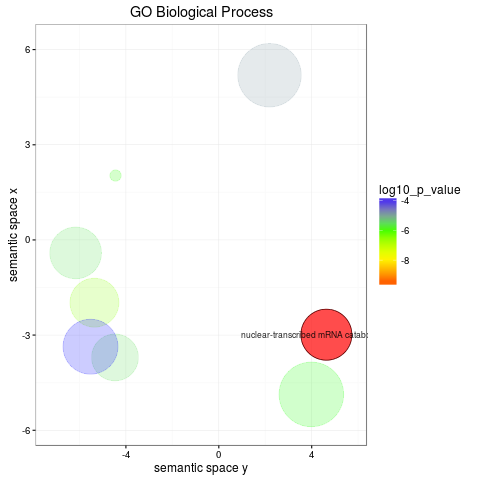 GO Biological Process
6
3
0
-3
-6
semantic space x
nuclear-transcribed mRNA catab
-4
0
4
semantic space y
log10_p_value
-4
-6
-8